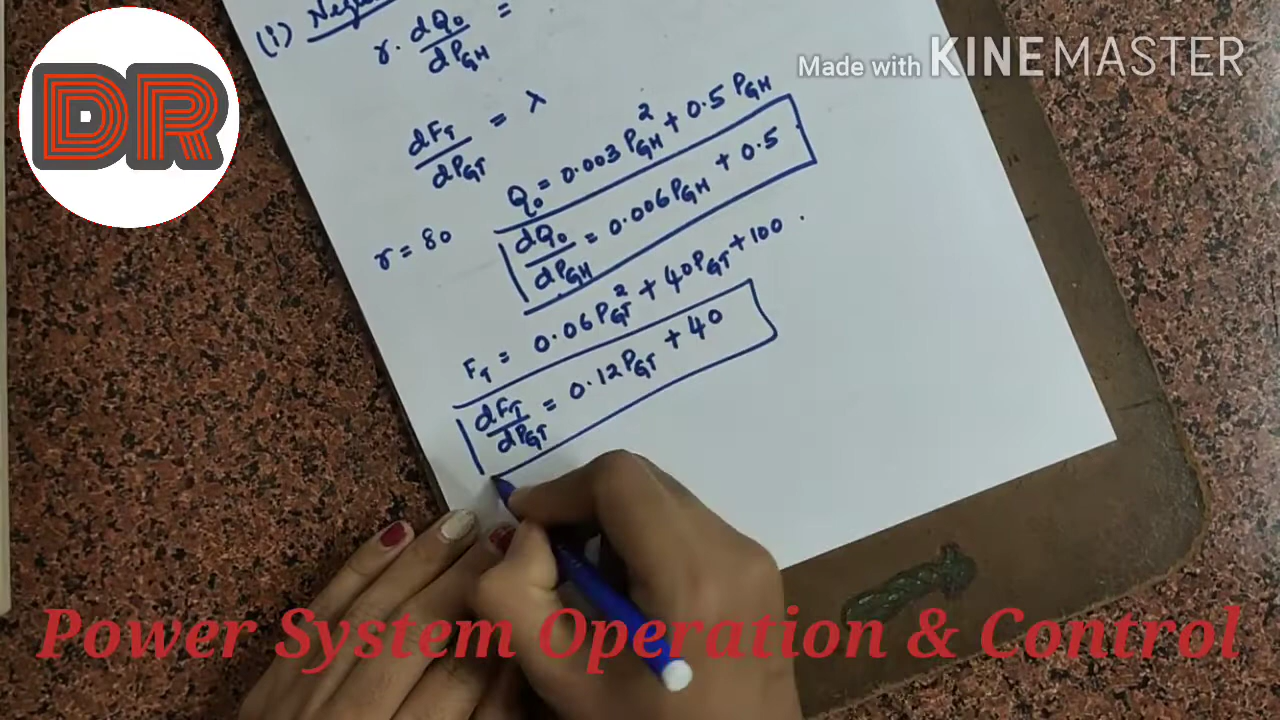 DR
Made with KINEMASTER
(i)
γ. dQ₀/dP_GH =
dF_T/dP_GT = λ
Q₀ = 0.003 P_GH² + 0.5 P_GH
γ = 80
dQ₀/dP_GH = 0.006 P_GH + 0.5
F_T = 0.06 P_GT² + 40 P_GT + 100.
dF_T/dP_GT = 0.12 P_GT + 40
Power System Operation & Control